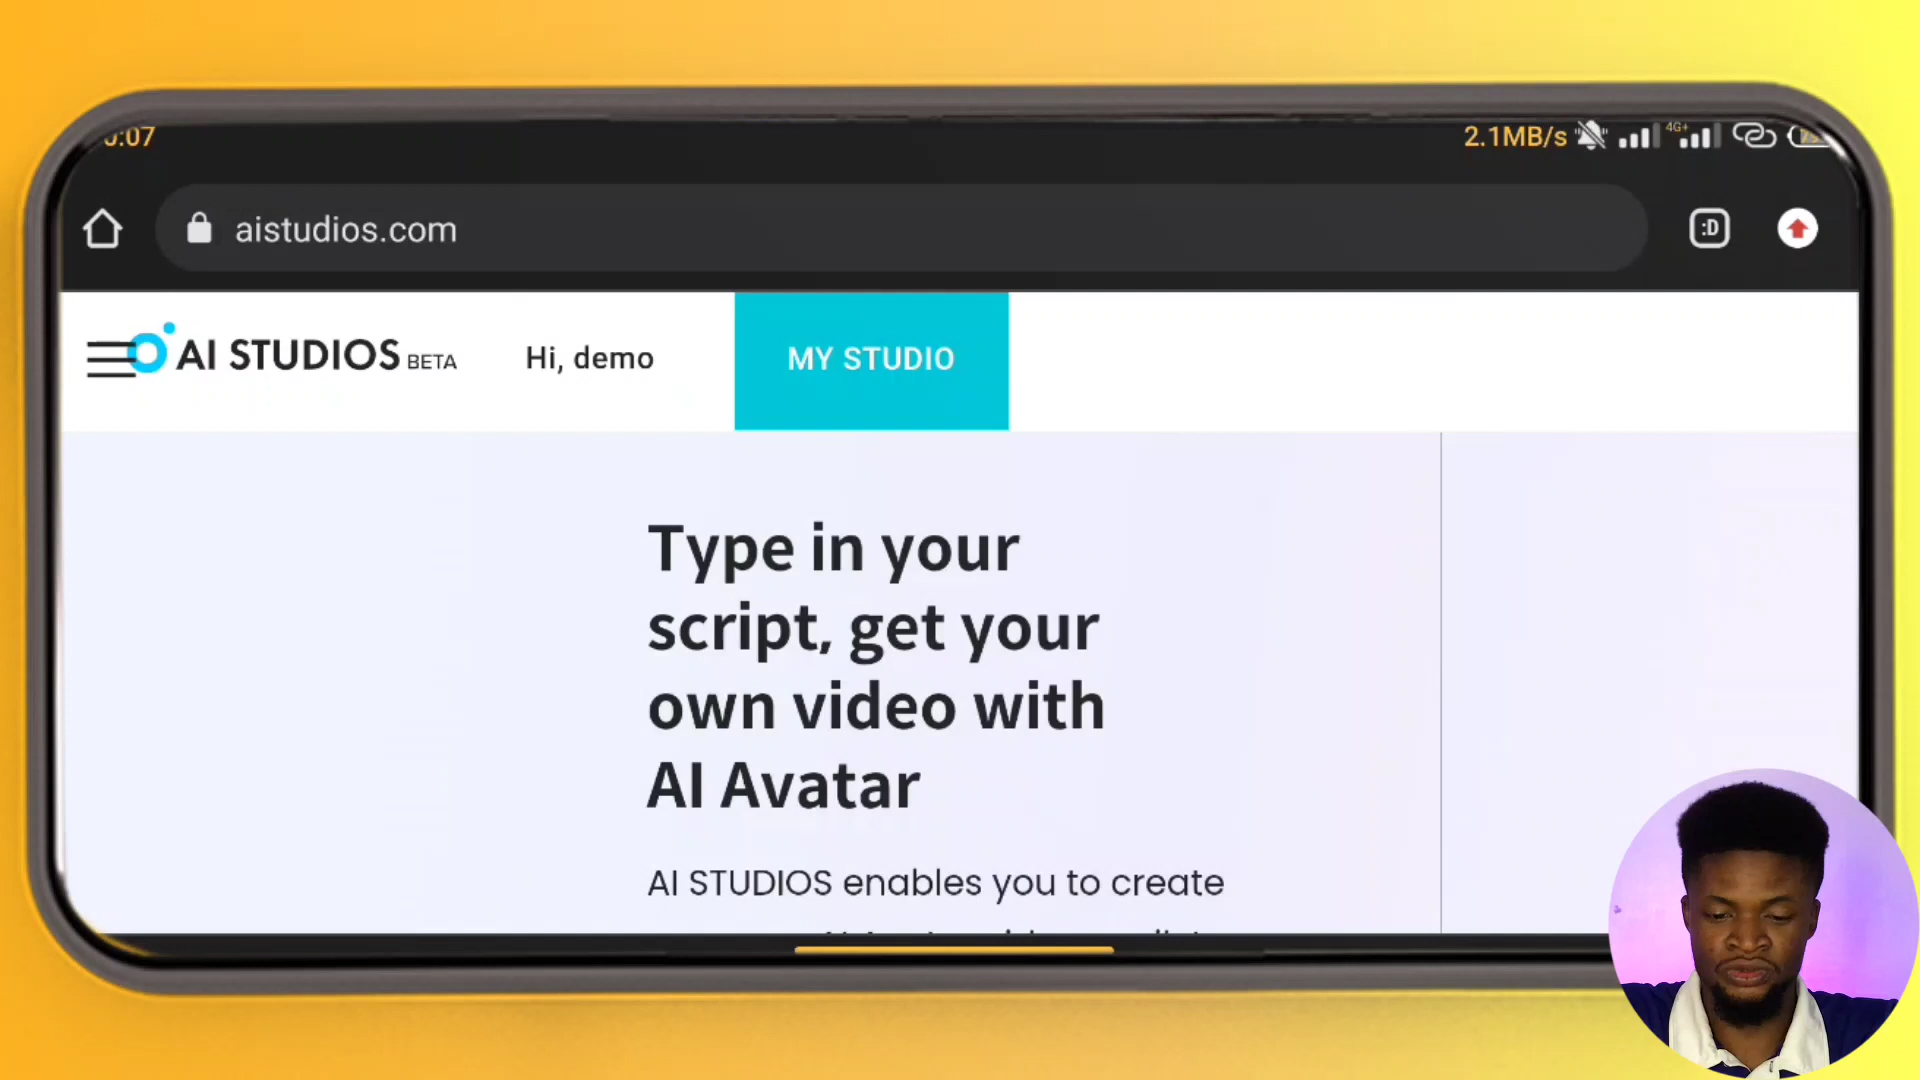 2.1MB/s 4G+
aistudios.com :D
AI STUDIOS BETA Hi, demo MY STUDIO
Type in your
script, get your
own video with
AI Avatar
AI STUDIOS enables you to create